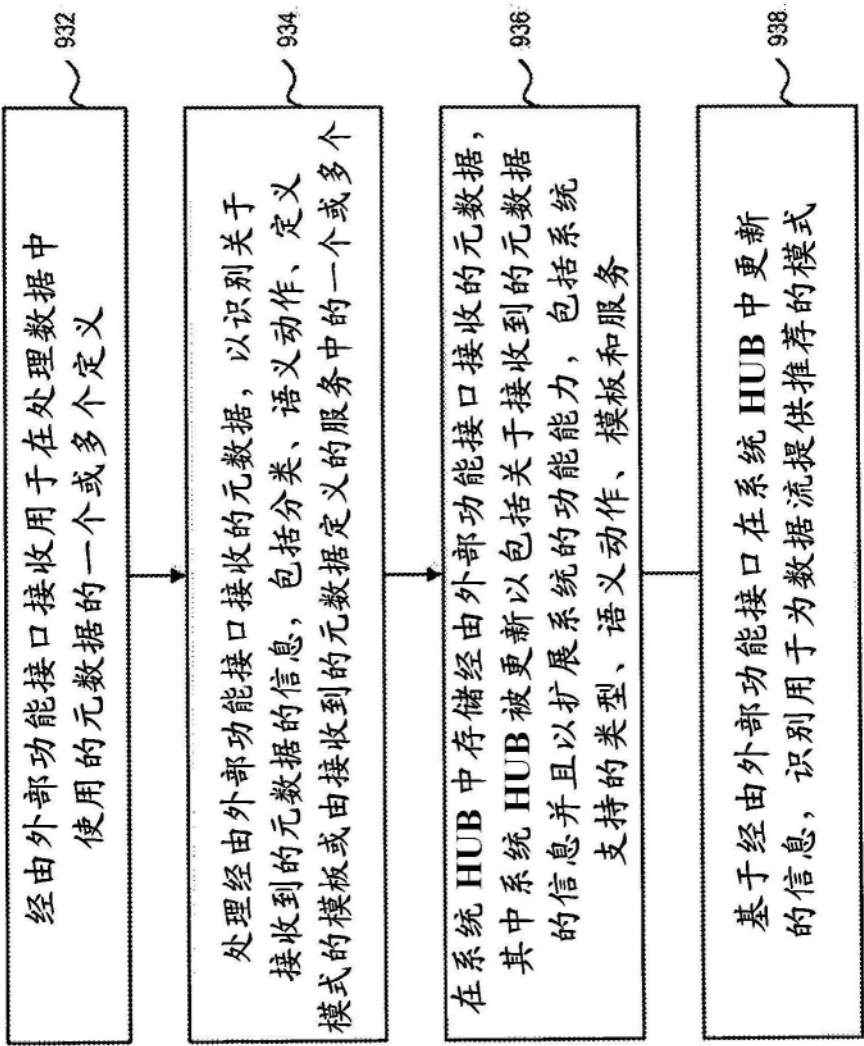 经由外部功能接口接收用于在处理数据中
使用的元数据的一个或多个定义
932
处理经由外部功能接口接收的元数据，以识别关于
接收到的元数据的信息，包括分类、语义动作、定义
模式的模板或由接收到的元数据定义的服务中的一个或多个
934
在系统 HUB 中存储经由外部功能接口接收的元数据，
其中系统 HUB 被更新以包括关于接收到的元数据
的信息并且以扩展系统的功能能力，包括系统
支持的类型、语义动作、模板和服务
936
基于经由外部功能接口在系统 HUB 中更新
的信息，识别用于为数据流提供推荐的模式
938